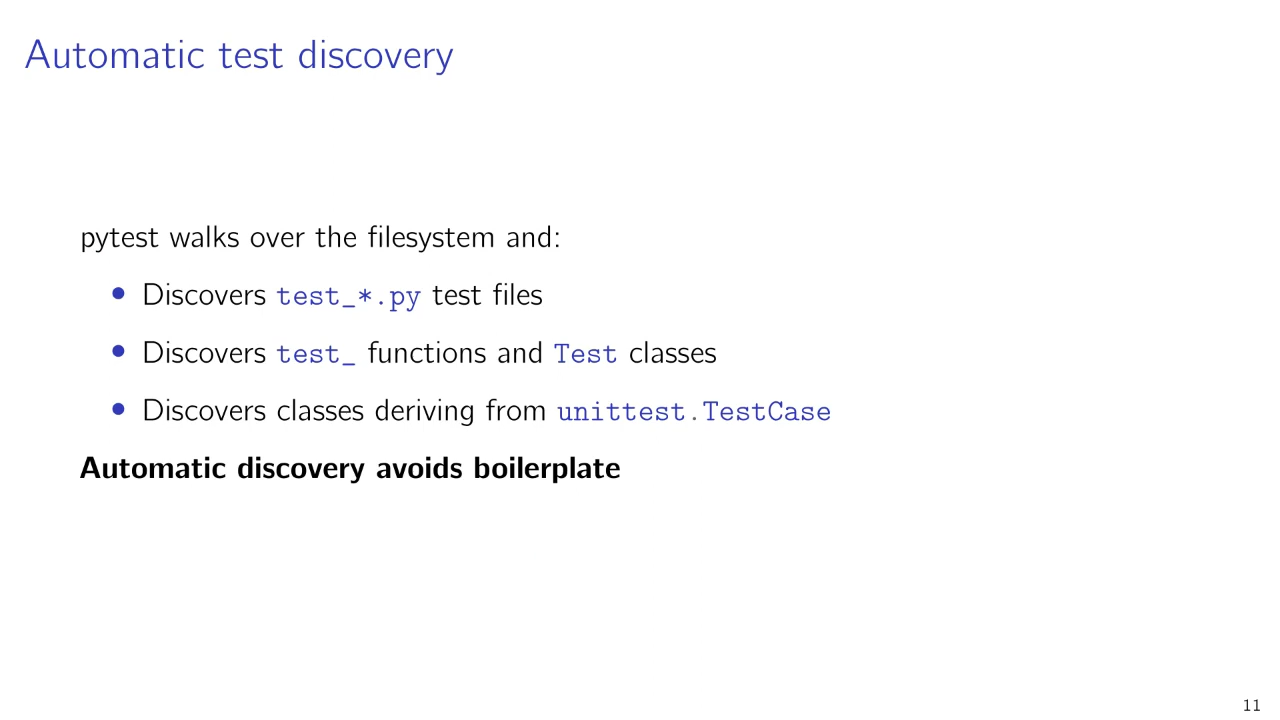 Automatic test discovery
pytest walks over the filesystem and:
• Discovers test_*.py test files
• Discovers test_ functions and Test classes
• Discovers classes deriving from unittest.TestCase
Automatic discovery avoids boilerplate
11